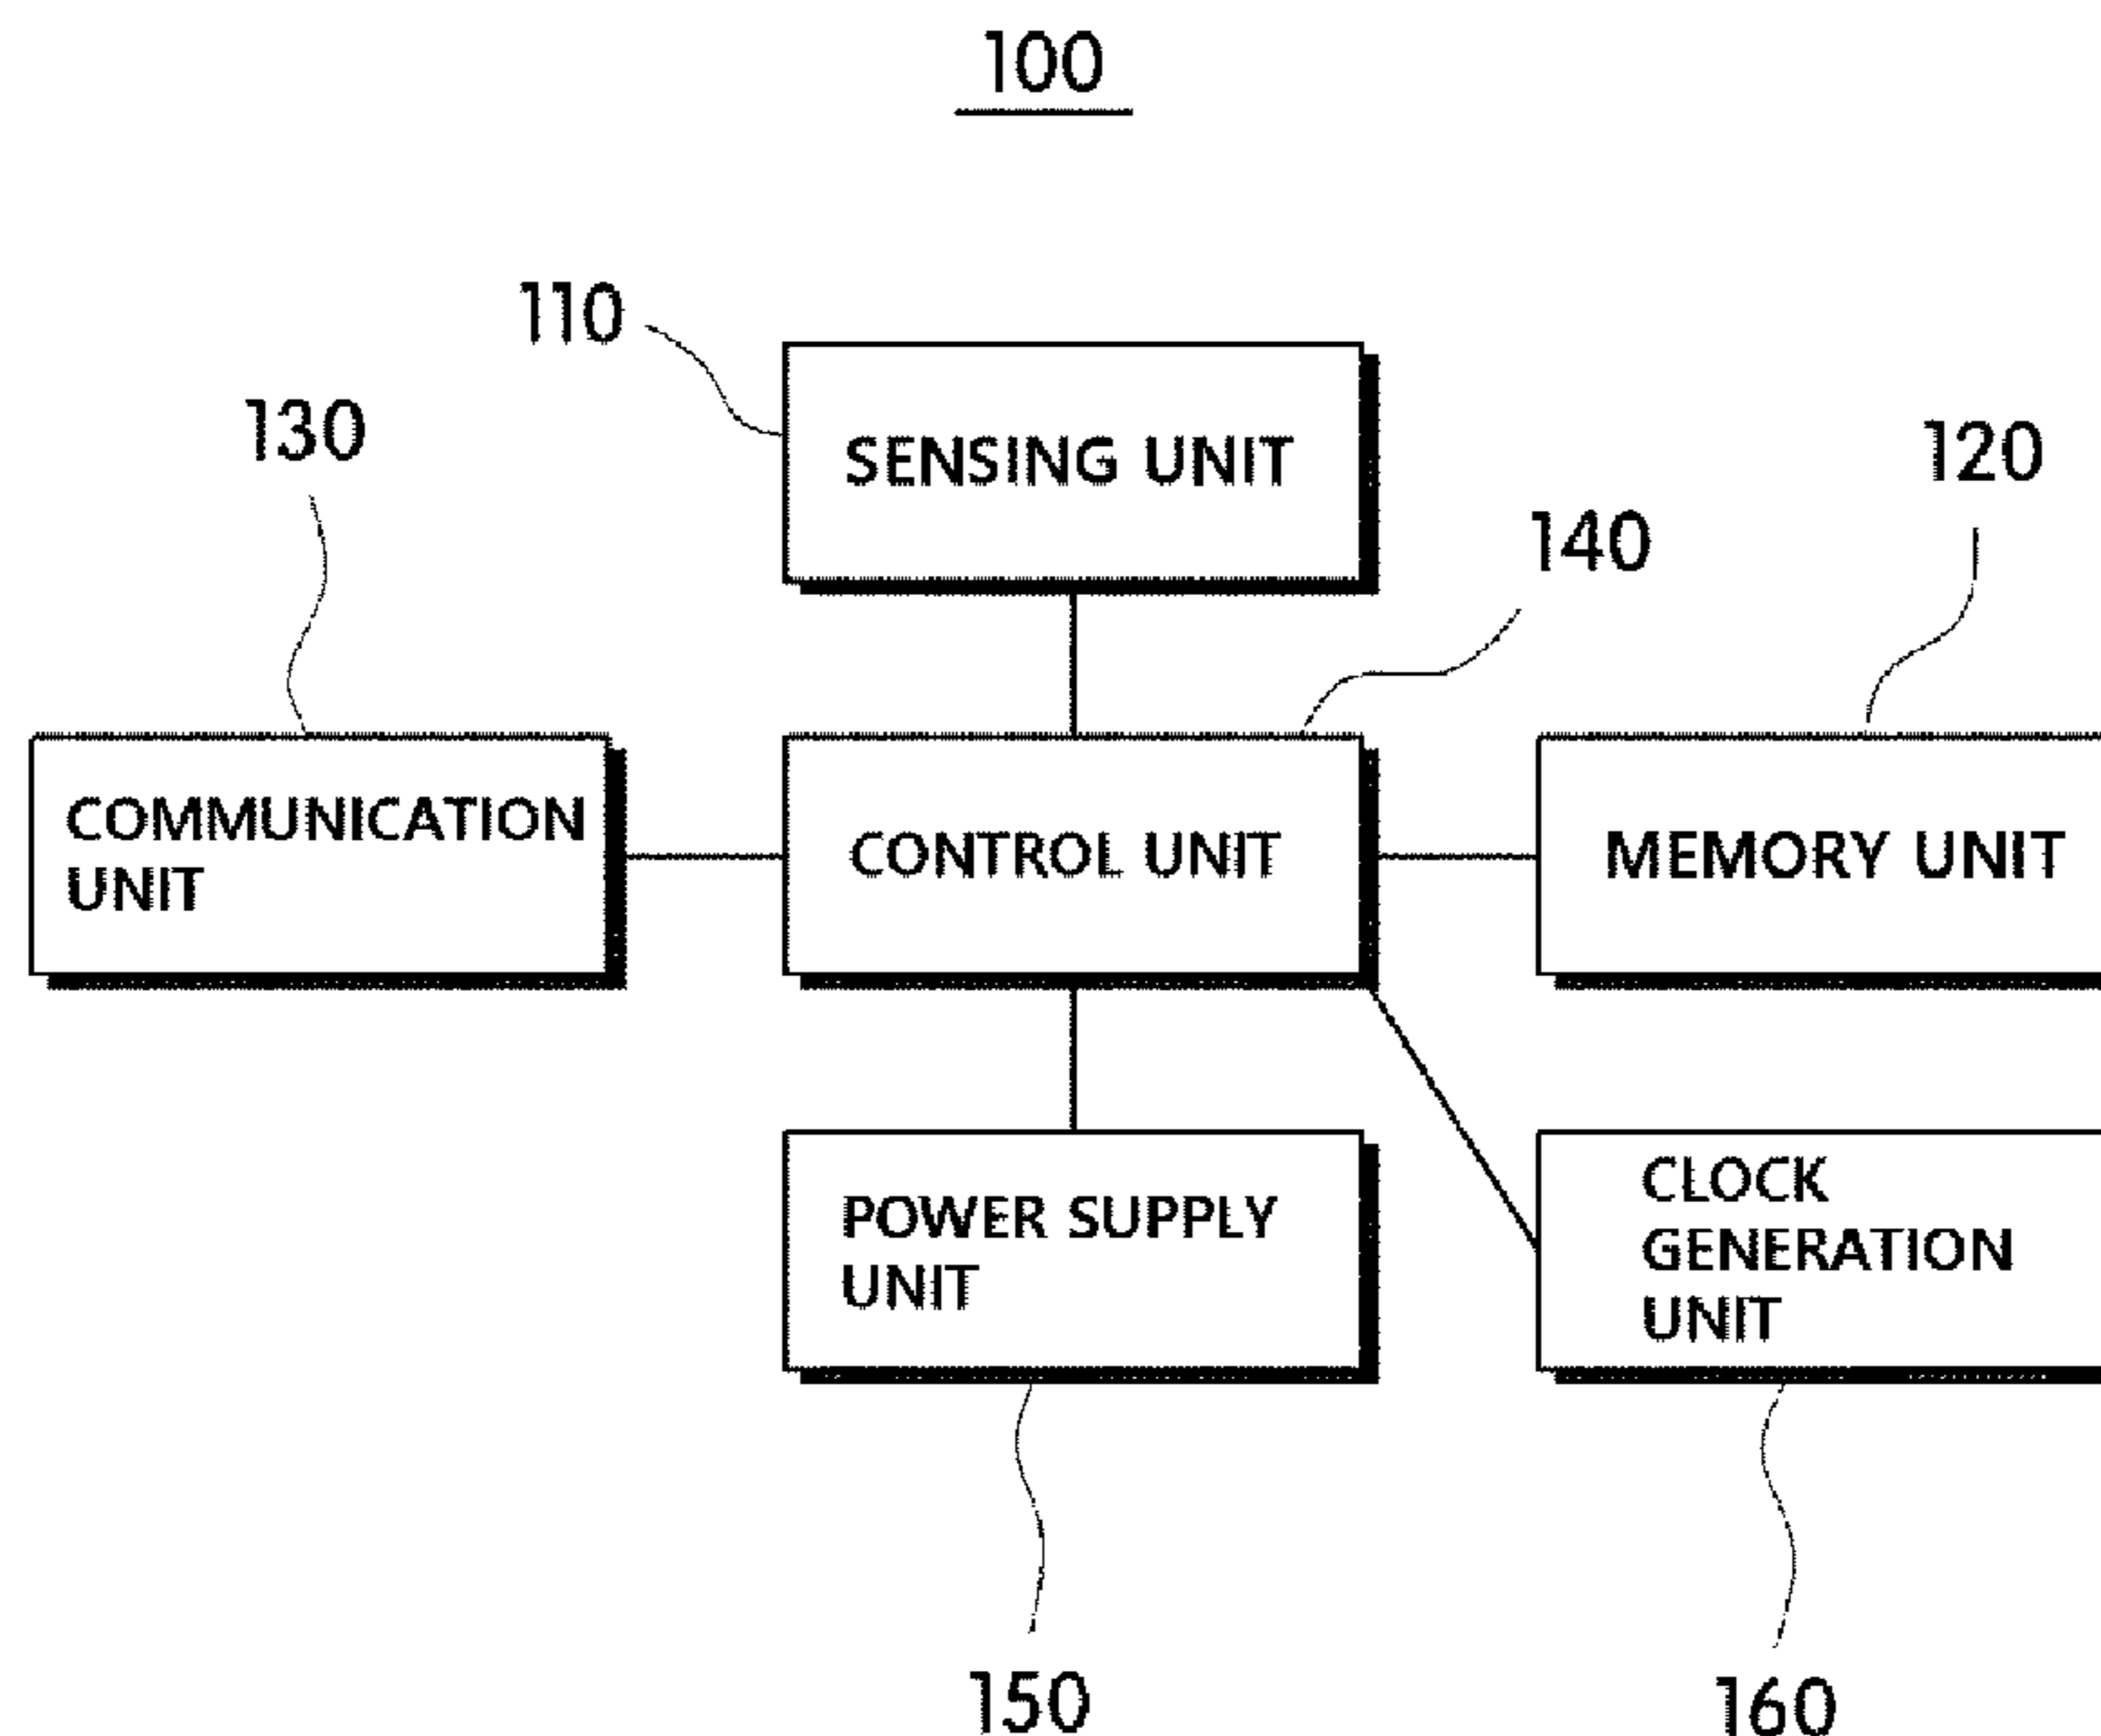 100
110
SENSING UNIT
130
120
140
COMMUNICATION
UNIT
CONTROL UNIT
MEMORY UNIT
POWER SUPPLY
UNIT
CLOCK
GENERATION
UNIT
150
160